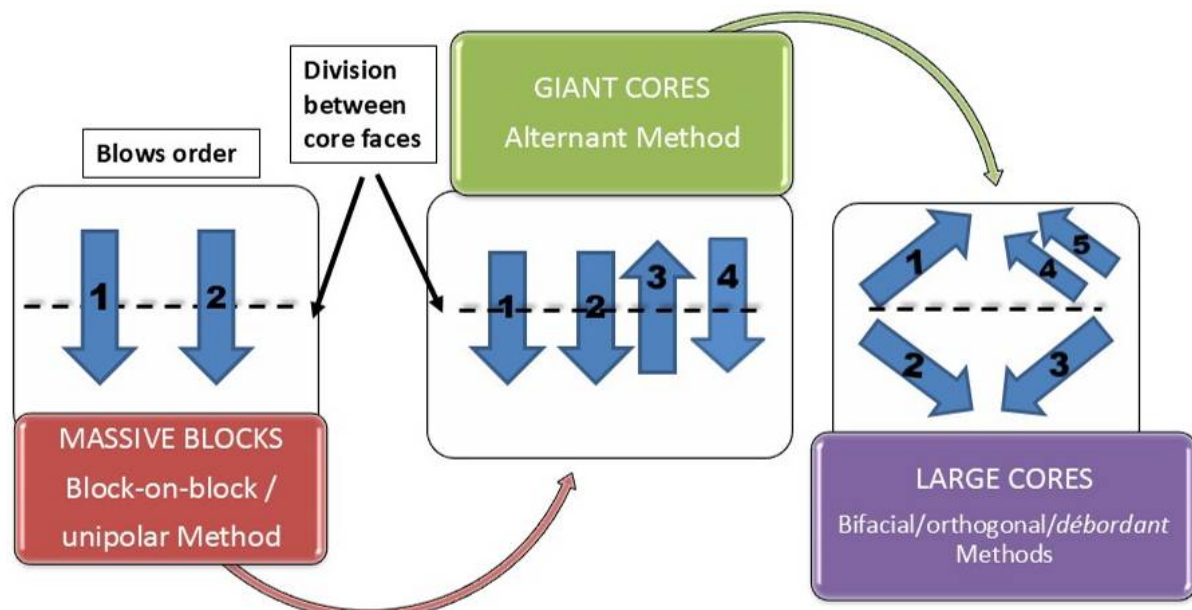 Blows order
Division
between
core faces
GIANT CORES
Alternant Method
1
2
1
2
3
4
1
2
3
4
5
MASSIVE BLOCKS
Block-on-block /
unipolar Method
LARGE CORES
Bifacial/orthogonal/débordant
Methods